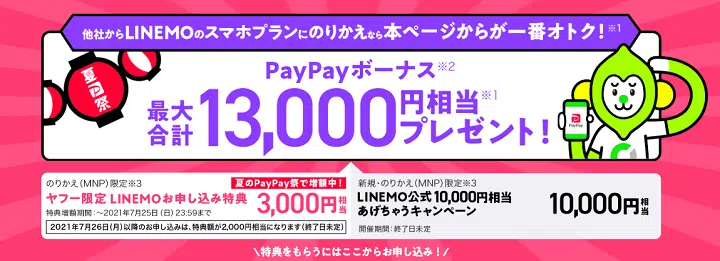 他社からLINEMOのスマホプランにのりかえなら本ページからが一番オトク!※1
夏の祭
PayPayボーナス※2
最大合計13,000円相当※1プレゼント!
PayPay
のりかえ(MNP)限定※3
夏のPayPay祭で増額中!
ヤフー限定 LINEMOお申し込み特典
3,000円相当
特典増額期間:~2021年7月25日(日)23:59まで
2021年7月26日(月)以降のお申し込みは、特典額が2,000円相当になります(終了日未定)
新規・のりかえ(MNP)限定※3
LINEMO公式10,000円相当
あげちゃうキャンペーン
10,000円相当
開催期間:終了日未定
\特典をもらうにはここからお申し込み!/